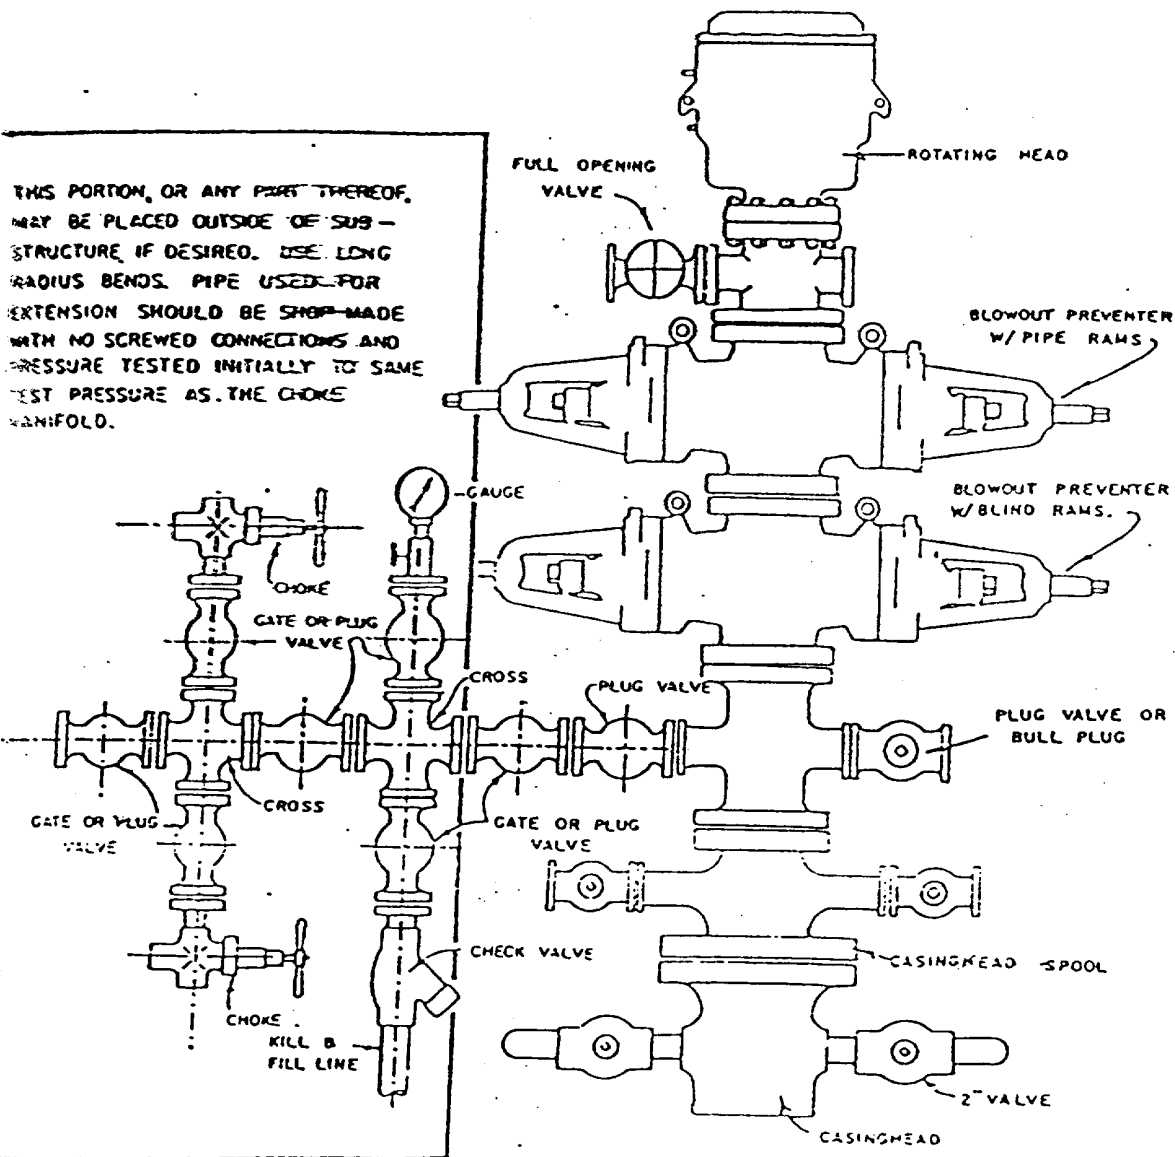 THIS PORTION, OR ANY PART THEREOF,
MAY BE PLACED OUTSIDE OF SUB-
STRUCTURE IF DESIRED. USE LONG
RADIUS BENDS. PIPE USED FOR
EXTENSION SHOULD BE SHOP MADE
WITH NO SCREWED CONNECTIONS AND
PRESSURE TESTED INITIALLY TO SAME
TEST PRESSURE AS THE CHOKE
MANIFOLD.
FULL OPENING
VALVE
ROTATING HEAD
BLOWOUT PREVENTER
W/PIPE RAMS
BLOWOUT PREVENTER
W/BLIND RAMS.
GAUGE
CHOKE
GATE OR PLUG
VALVE
CROSS
PLUG VALVE
PLUG VALVE OR
BULL PLUG
CROSS
GATE OR PLUG
VALVE
GATE OR PLUG
VALVE
CHECK VALVE
CASINGHEAD SPOOL
CHOKE
KILL &
FILL LINE
2" VALVE
CASINGHEAD